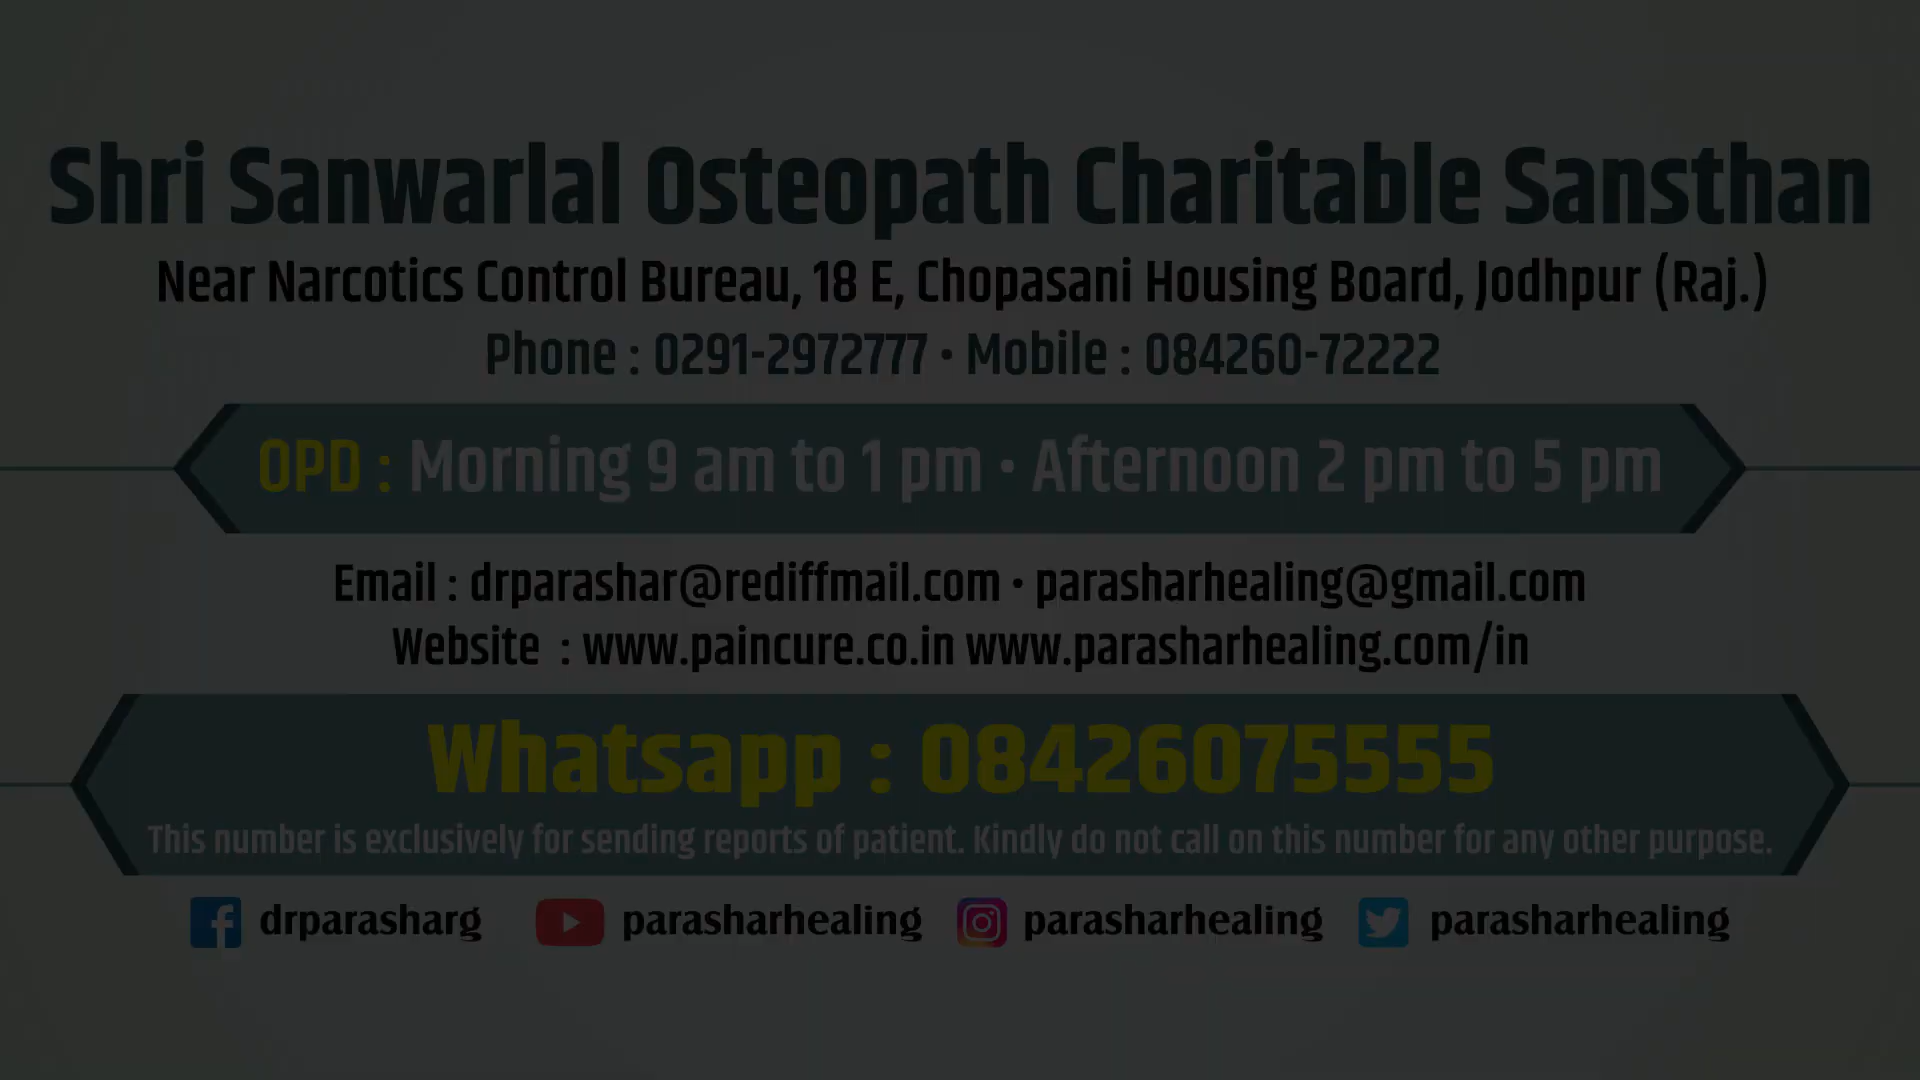 Shri Sanwarlal Osteopath Charitable Sansthan
Near Narcotics Control Bureau, 18 E, Chopasani Housing Board, Jodhpur (Raj.)
Phone : 0291-2972777 • Mobile : 084260-72222
OPD : Morning 9 am to 1 pm • Afternoon 2 pm to 5 pm
Email : drparashar@rediffmail.com • parasharhealing@gmail.com
Website : www.paincure.co.in www.parasharhealing.com/in
Whatsapp : 08426075555
This number is exclusively for sending reports of patient. Kindly do not call on this number for any other purpose.
drparasharg parasharhealing parasharhealing parasharhealing